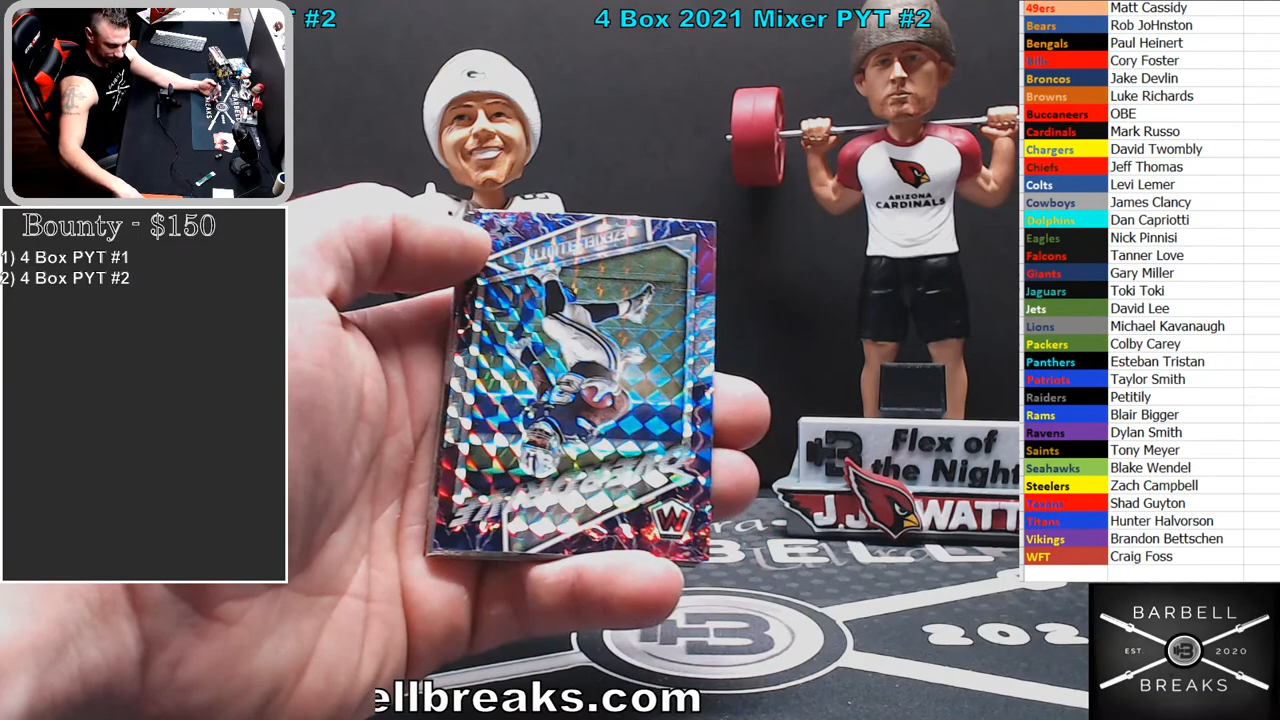 #2
4 Box 2021 Mixer PYT #2
Bounty - $150
1) 4 Box PYT #1
2) 4 Box PYT #2
G
ARIZONA
CARDINALS
Flex of
the Night
J.J. WATT
W
202
ellbreaks.com
49ers Matt Cassidy
Bears Rob JoHnston
Bengals Paul Heinert
Bills Cory Foster
Broncos Jake Devlin
Browns Luke Richards
Buccaneers OBE
Cardinals Mark Russo
Chargers David Twombly
Chiefs Jeff Thomas
Colts Levi Lemer
Cowboys James Clancy
Dolphins Dan Capriotti
Eagles Nick Pinnisi
Falcons Tanner Love
Giants Gary Miller
Jaguars Toki Toki
Jets David Lee
Lions Michael Kavanaugh
Packers Colby Carey
Panthers Esteban Tristan
Patriots Taylor Smith
Raiders Petitily
Rams Blair Bigger
Ravens Dylan Smith
Saints Tony Meyer
Seahawks Blake Wendel
Steelers Zach Campbell
Texans Shad Guyton
Titans Hunter Halvorson
Vikings Brandon Bettschen
WFT Craig Foss
BARBELL
EST. B 2020
BREAKS